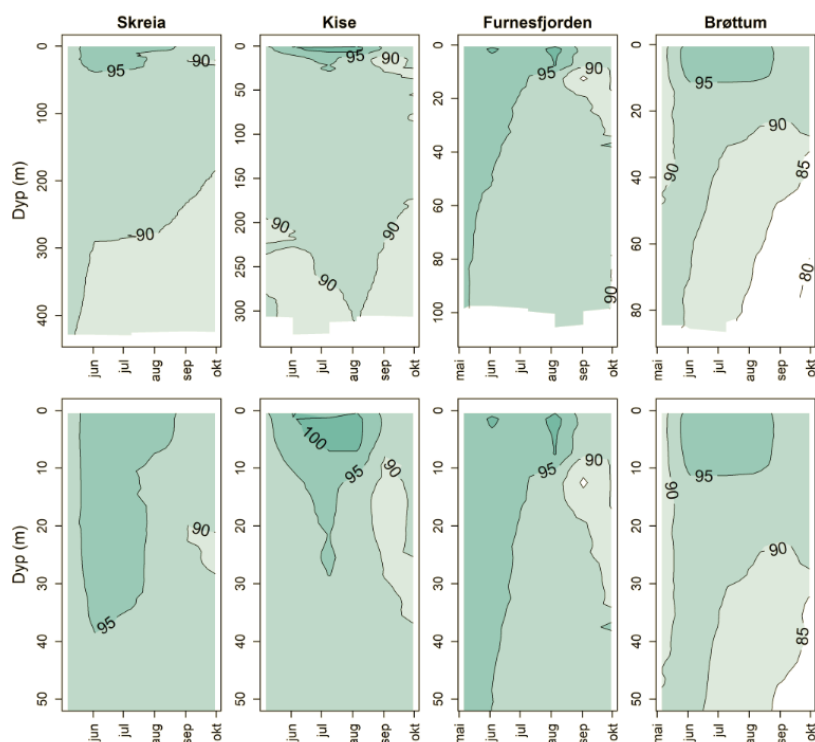 Skreia Kise Furnesfjorden Brøttum
Dyp (m)
0 100 200 300 400
95 90 90
jun jul aug sep okt
0 50 100 150 200 250 300
95 90 90 90 90
jun jul aug sep okt
0 20 40 60 80 100
95 90 90
mai jun jul aug sep okt
0 20 40 60 80
95 90 90 85 80
mai jun jul aug sep okt
Dyp (m)
0 10 20 30 40 50
95 90
jun jul aug sep okt
0 10 20 30 40 50
100 95 90
jun jul aug sep okt
0 10 20 30 40 50
95 90
mai jun jul aug sep okt
0 10 20 30 40 50
90 95 90 85
mai jun jul aug sep okt